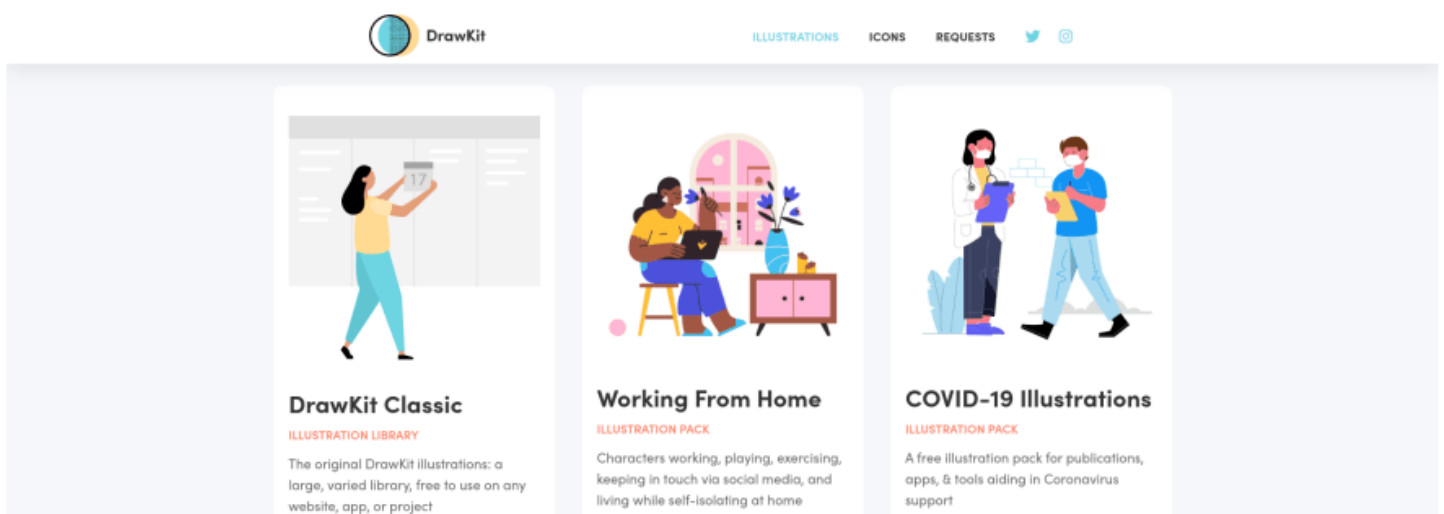 DrawKit
ILLUSTRATIONS ICONS REQUESTS
17
DrawKit Classic
ILLUSTRATION LIBRARY
The original DrawKit illustrations: a
large, varied library, free to use on any
website, app, or project
Working From Home
ILLUSTRATION PACK
Characters working, playing, exercising,
keeping in touch via social media, and
living while self-isolating at home
COVID-19 Illustrations
ILLUSTRATION PACK
A free illustration pack for publications,
apps, & tools aiding in Coronavirus
support